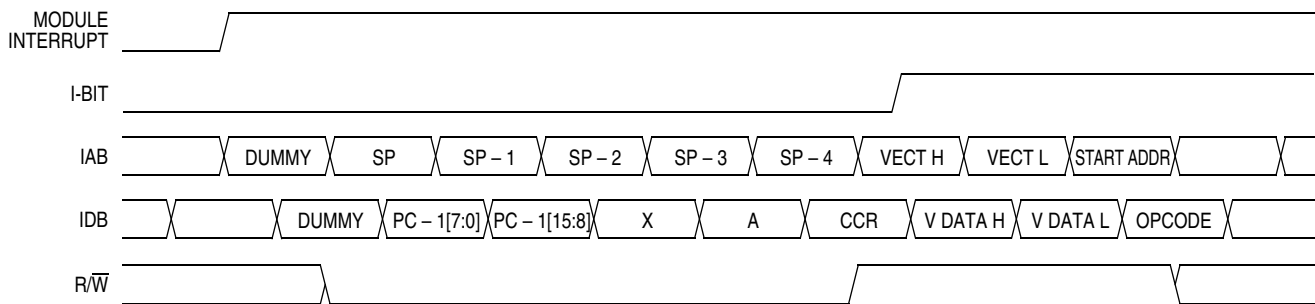 MODULE
INTERRUPT
I-BIT
IAB DUMMY SP SP – 1 SP – 2 SP – 3 SP – 4 VECT H VECT L START ADDR
IDB DUMMY PC – 1[7:0] PC – 1[15:8] X A CCR V DATA H V DATA L OPCODE
R/W̅